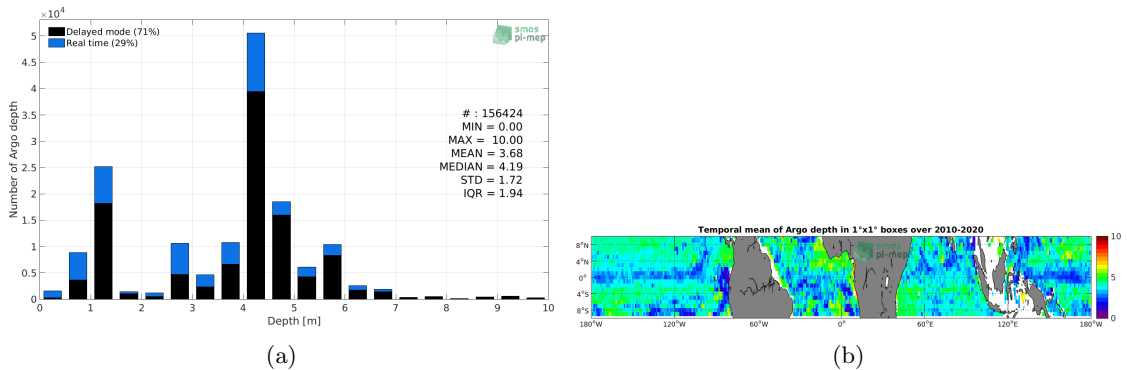 ×10⁴
Delayed mode (71%)
Real time (29%)
smos
pi-mep
Number of Argo depth
5
4.5
4
3.5
3
2.5
2
1.5
1
0.5
0
# : 156424
MIN = 0.00
MAX = 10.00
MEAN = 3.68
MEDIAN = 4.19
STD = 1.72
IQR = 1.94
0 1 2 3 4 5 6 7 8 9 10
Depth [m]
(a)
Temporal mean of Argo depth in 1°x1° boxes over 2010-2020
smos
pi-mep
8°N
4°N
0°
4°S
8°S
180°W 120°W 60°W 0° 60°E 120°E 180°W
10
5
0
(b)